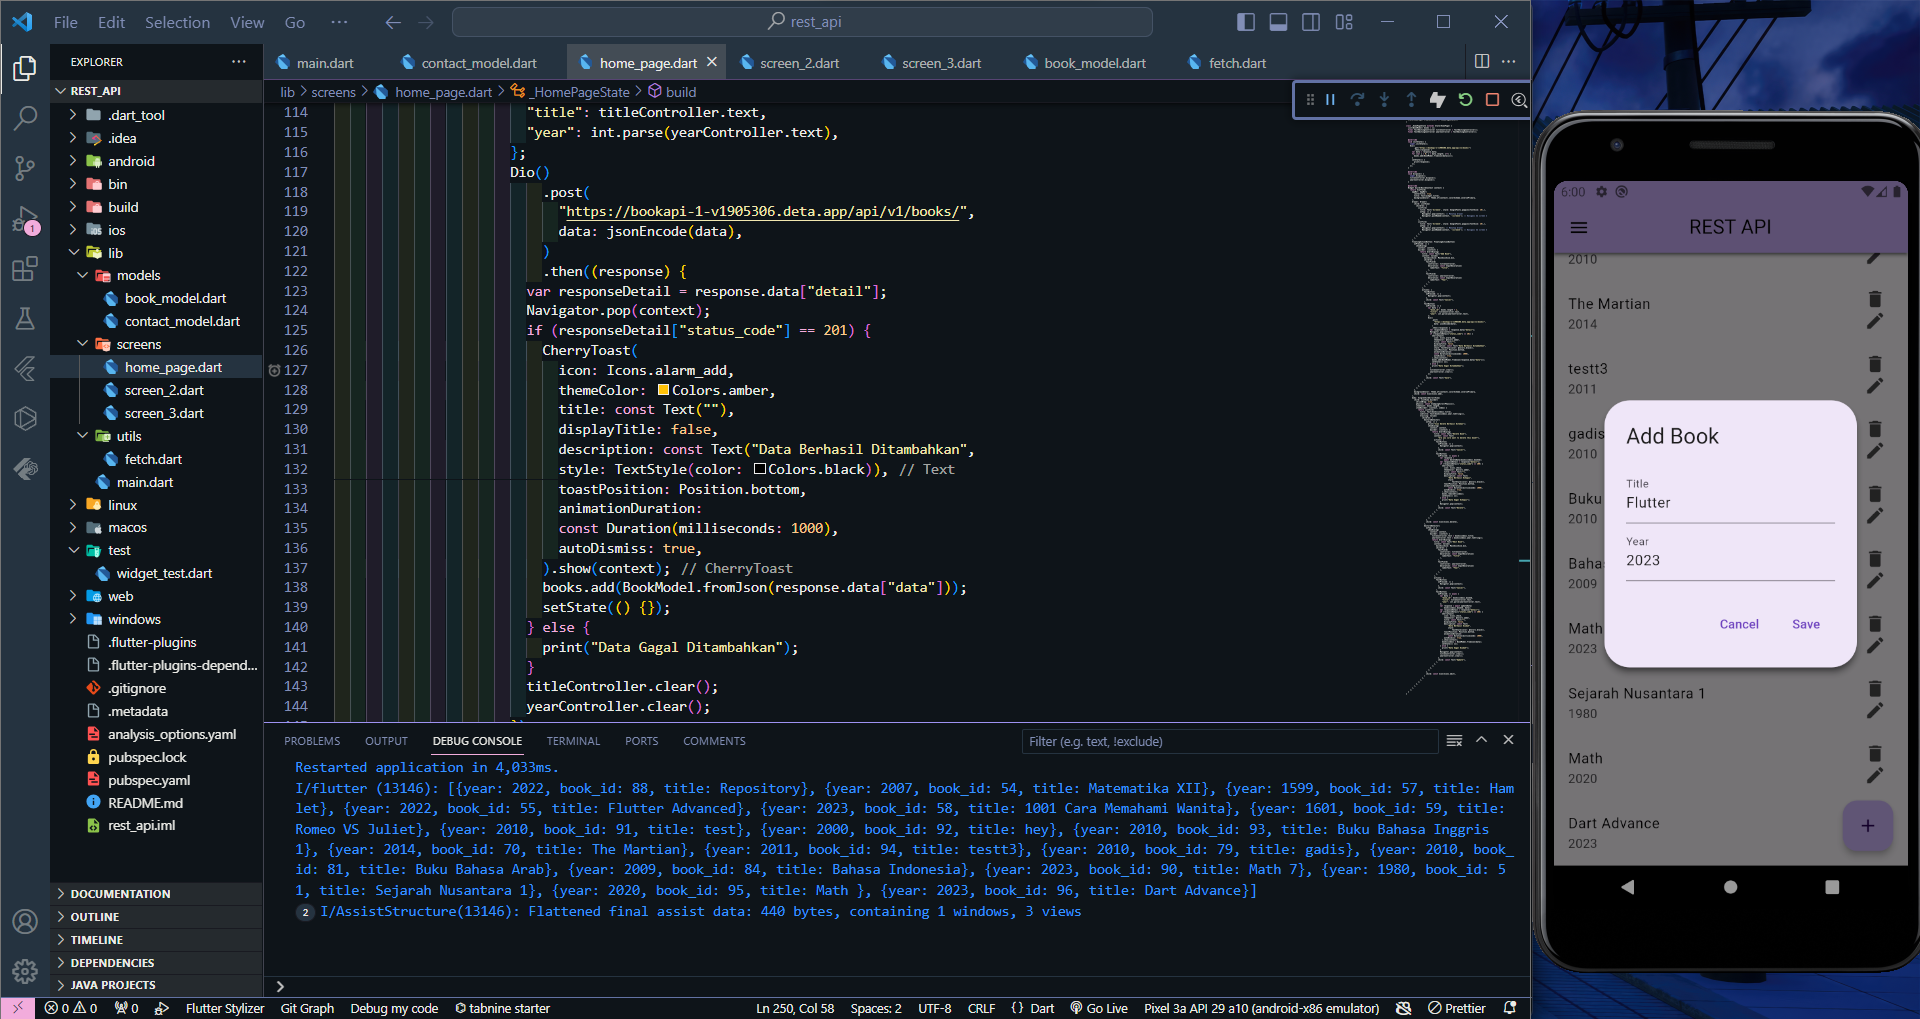 File Edit Selection View Go ··· rest_api
EXPLORER ···
REST_API
.dart_tool
.idea
android
bin
build
ios
lib
models
book_model.dart
contact_model.dart
screens
home_page.dart
screen_2.dart
screen_3.dart
utils
fetch.dart
main.dart
linux
macos
test
widget_test.dart
web
windows
.flutter-plugins
.flutter-plugins-depend...
.gitignore
.metadata
analysis_options.yaml
pubspec.lock
pubspec.yaml
README.md
rest_api.iml
DOCUMENTATION
OUTLINE
TIMELINE
DEPENDENCIES
JAVA PROJECTS
1
main.dart contact_model.dart home_page.dart screen_2.dart screen_3.dart book_model.dart fetch.dart
lib > screens > home_page.dart > _HomePageState > build
114 "title": titleController.text,
115 "year": int.parse(yearController.text),
116 };
117 Dio()
118 .post(
119 "https://bookapi-1-v1905306.deta.app/api/v1/books/",
120 data: jsonEncode(data),
121 )
122 .then((response) {
123 var responseDetail = response.data["detail"];
124 Navigator.pop(context);
125 if (responseDetail["status_code"] == 201) {
126 CherryToast(
127 icon: Icons.alarm_add,
128 themeColor: Colors.amber,
129 title: const Text(""),
130 displayTitle: false,
131 description: const Text("Data Berhasil Ditambahkan",
132 style: TextStyle(color: Colors.black)), // Text
133 toastPosition: Position.bottom,
134 animationDuration:
135 const Duration(milliseconds: 1000),
136 autoDismiss: true,
137 ).show(context); // CherryToast
138 books.add(BookModel.fromJson(response.data["data"]));
139 setState(() {});
140 } else {
141 print("Data Gagal Ditambahkan");
142 }
143 titleController.clear();
144 yearController.clear();
PROBLEMS OUTPUT DEBUG CONSOLE TERMINAL PORTS COMMENTS Filter (e.g. text, !exclude)
Restarted application in 4,033ms.
I/flutter (13146): [{year: 2022, book_id: 88, title: Repository}, {year: 2007, book_id: 54, title: Matematika XII}, {year: 1599, book_id: 57, title: Ham
let}, {year: 2022, book_id: 55, title: Flutter Advanced}, {year: 2023, book_id: 58, title: 1001 Cara Memahami Wanita}, {year: 1601, book_id: 59, title:
Romeo VS Juliet}, {year: 2010, book_id: 91, title: test}, {year: 2000, book_id: 92, title: hey}, {year: 2010, book_id: 93, title: Buku Bahasa Inggris
1}, {year: 2014, book_id: 70, title: The Martian}, {year: 2011, book_id: 94, title: testt3}, {year: 2010, book_id: 79, title: gadis}, {year: 2010, book_
id: 81, title: Buku Bahasa Arab}, {year: 2009, book_id: 84, title: Bahasa Indonesia}, {year: 2023, book_id: 90, title: Math 7}, {year: 1980, book_id: 5
1, title: Sejarah Nusantara 1}, {year: 2020, book_id: 95, title: Math }, {year: 2023, book_id: 96, title: Dart Advance}]
2 I/AssistStructure(13146): Flattened final assist data: 440 bytes, containing 1 windows, 3 views
0 0 0 Flutter Stylizer Git Graph Debug my code tabnine starter Ln 250, Col 58 Spaces: 2 UTF-8 CRLF {} Dart Go Live Pixel 3a API 29 a10 (android-x86 emulator) Prettier
6:00
REST API
2010
The Martian
2014
testt3
2011
gadis
2010
Buku
2010
Baha
2009
Math
2023
Add Book
Title
Flutter
Year
2023
Cancel Save
Sejarah Nusantara 1
1980
Math
2020
Dart Advance
2023
+